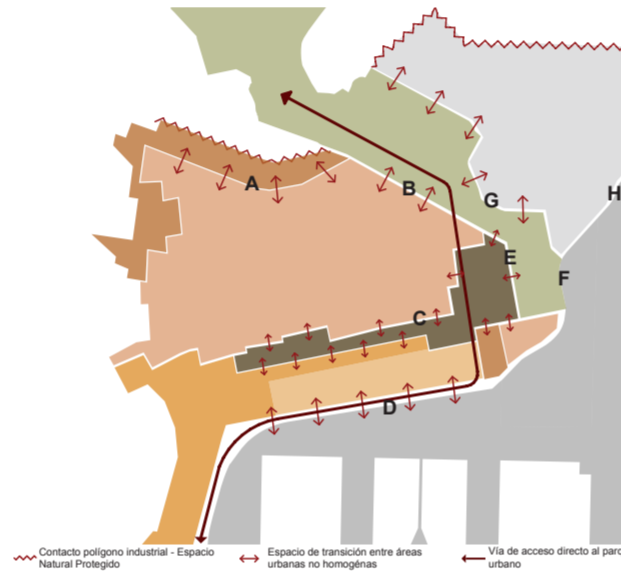 A
B
G
H
E
F
C
D
Contacto polígono industrial - Espacio
Natural Protegido
Espacio de transición entre áreas
urbanas no homogénas
Vía de acceso directo al parc
urbano